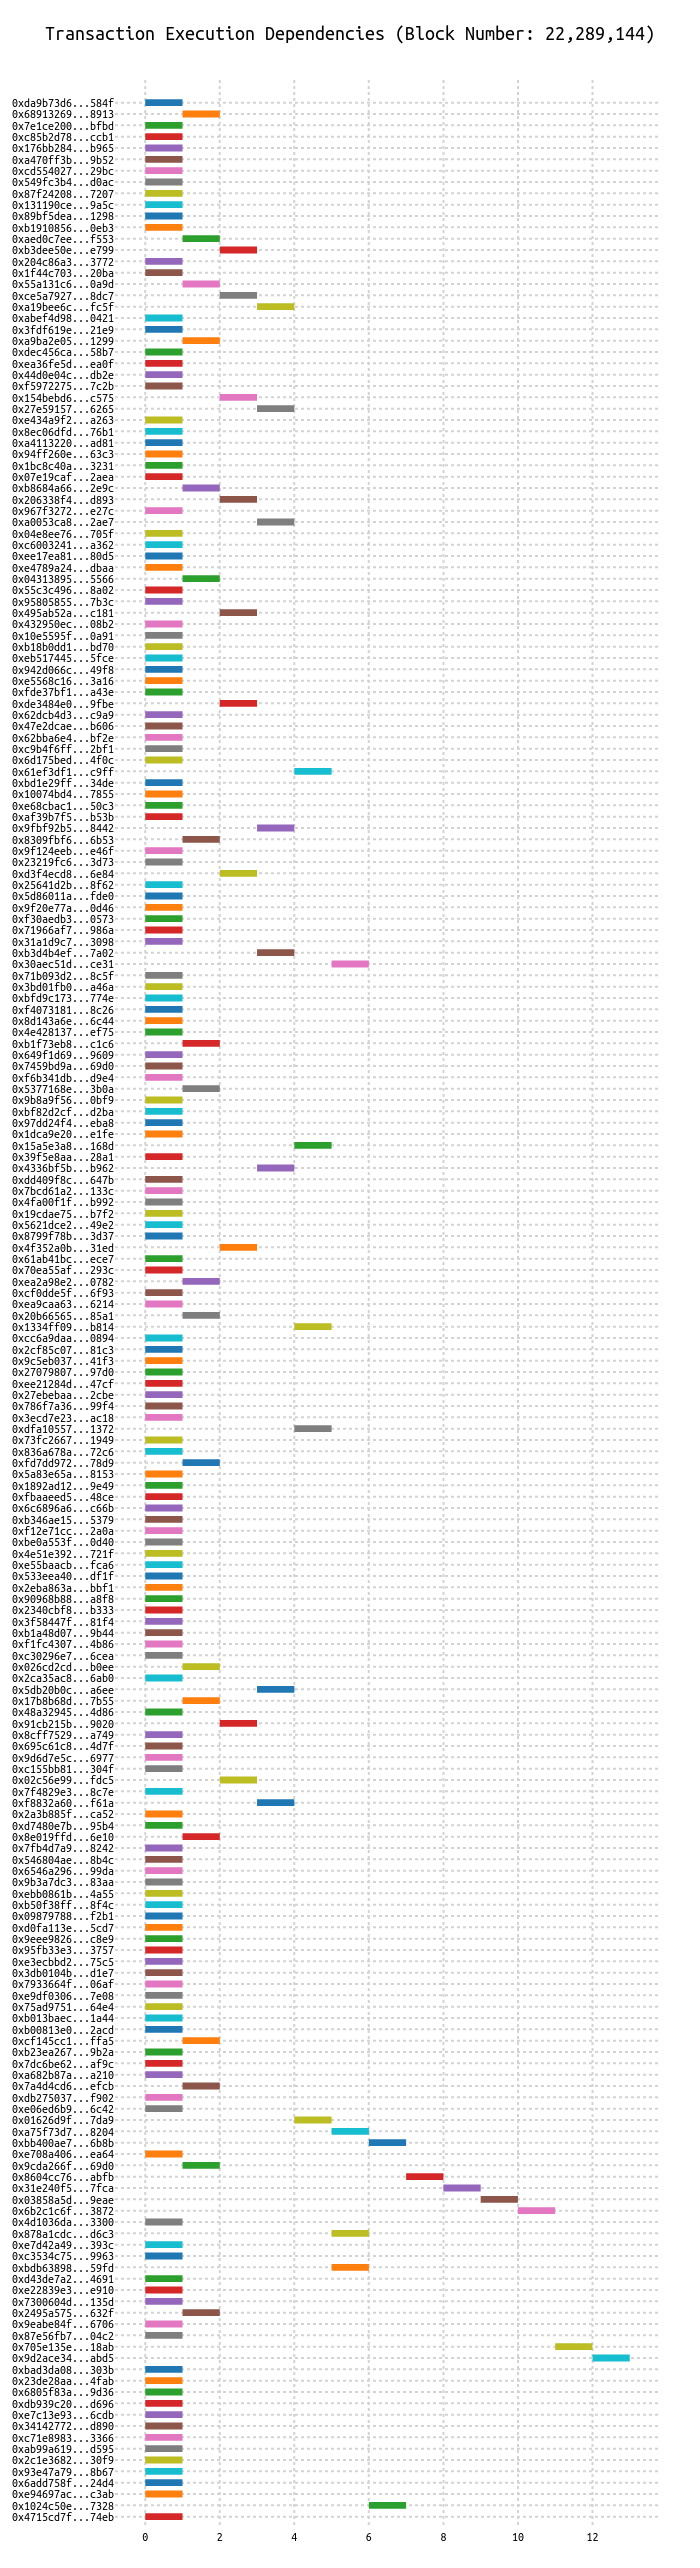 Transaction Execution Dependencies (Block Number: 22,289,144)
0xda9b73d6...584f
0x68913269...8913
0x7e1ce200...bfbd
0xc85b2d78...ccb1
0x176bb284...b965
0xa470ff3b...9b52
0xcd554027...29bc
0x549fc3b4...d0ac
0x87f24208...7207
0x131190ce...9a5c
0x89bf5dea...1298
0xb1910856...0eb3
0xaed0c7ee...f553
0xb3dee50e...e799
0x204c86a3...3772
0x1f44c703...20ba
0x55a131c6...0a9d
0xce5a7927...8dc7
0xa19bee6c...fc5f
0xabef4d98...0421
0x3fdf619e...21e9
0xa9ba2e05...1299
0xdec456ca...58b7
0xea36fe5d...ea0f
0x44d0e04c...db2e
0xf5972275...7c2b
0x154bebd6...c575
0x27e59157...6265
0xe434a9f2...a263
0x8ec06dfd...76b1
0xa4113220...ad81
0x94ff260e...63c3
0x1bc8c40a...3231
0x07e19caf...2aea
0xb8684a66...2e9c
0x206338f4...d893
0x967f3272...e27c
0xa0053ca8...2ae7
0x04e8ee76...705f
0xc6003241...a362
0xee17ea81...80d5
0xe4789a24...dbaa
0x04313895...5566
0x55c3c496...8a02
0x95805855...7b3c
0x495ab52a...c181
0x432950ec...08b2
0x10e5595f...0a91
0xb18b0dd1...bd70
0xeb517445...5fce
0x942d066c...49f8
0xe5568c16...3a16
0xfde37bf1...a43e
0xde3484e0...9fbe
0x62dcb4d3...c9a9
0x47e2dcae...b606
0x62bba6e4...bf2e
0xc9b4f6ff...2bf1
0x6d175bed...4f0c
0x61ef3df1...c9ff
0xbd1e29ff...34de
0x10074bd4...7855
0xe68cbac1...50c3
0xaf39b7f5...b53b
0x9fbf92b5...8442
0x8309fbf6...6b53
0x9f124eeb...e46f
0x23219fc6...3d73
0xd3f4ecd8...6e84
0x25641d2b...8f62
0x5d86011a...fde0
0x9f20e77a...0d46
0xf30aedb3...0573
0x71966af7...986a
0x31a1d9c7...3098
0xb3d4b4ef...7a02
0x30aec51d...ce31
0x71b093d2...8c5f
0x3bd01fb0...a46a
0xbfd9c173...774e
0xf4073181...8c26
0x8d143a6e...6c44
0x4e428137...ef75
0xb1f73eb8...c1c6
0x649f1d69...9609
0x7459bd9a...69d0
0xf6b341db...d9e4
0x5377168e...3b0a
0x9b8a9f56...0bf9
0xbf82d2cf...d2ba
0x97dd24f4...eba8
0x1dca9e20...e1fe
0x15a5e3a8...168d
0x39f5e8aa...28a1
0x4336bf5b...b962
0xdd409f8c...647b
0x7bcd61a2...133c
0x4fa00f1f...b992
0x19cdae75...b7f2
0x5621dce2...49e2
0x8799f78b...3d37
0x4f352a0b...31ed
0x61ab41bc...ece7
0x70ea55af...293c
0xea2a98e2...0782
0xcf0dde5f...6f93
0xea9caa63...6214
0x20b66565...85a1
0x1334ff09...b814
0xcc6a9daa...0894
0x2cf85c07...81c3
0x9c5eb037...41f3
0x27079807...97d0
0xee21284d...47cf
0x27ebebaa...2cbe
0x786f7a36...99f4
0x3ecd7e23...ac18
0xdfa10557...1372
0x73fc2667...1949
0x836a678a...72c6
0xfd7dd972...78d9
0x5a83e65a...8153
0x1892ad12...9e49
0xfbaaeed5...48ce
0x6c6896a6...c66b
0xb346ae15...5379
0xf12e71cc...2a0a
0xbe0a553f...0d40
0x4e51e392...721f
0xe55baacb...fca6
0x533eea40...df1f
0x2eba863a...bbf1
0x90968b88...a8f8
0x2340cbf8...b333
0x3f58447f...81f4
0xb1a48d07...9b44
0xf1fc4307...4b86
0xc30296e7...6cea
0x026cd2cd...b0ee
0x2ca35ac8...6ab0
0x5db20b0c...a6ee
0x17b8b68d...7b55
0x48a32945...4d86
0x91cb215b...9020
0x8cff7529...a749
0x695c61c8...4d7f
0x9d6d7e5c...6977
0xc155bb81...304f
0x02c56e99...fdc5
0x7f4829e3...8c7e
0xf8832a60...f61a
0x2a3b885f...ca52
0xd7480e7b...95b4
0x8e019ffd...6e10
0x7fb4d7a9...8242
0x546804ae...8b4c
0x6546a296...99da
0x9b3a7dc3...83aa
0xebb0861b...4a55
0xb50f38ff...8f4c
0x09879788...f2b1
0xd0fa113e...5cd7
0x9eee9826...c8e9
0x95fb33e3...3757
0xe3ecbbd2...75c5
0x3db0104b...d1e7
0x7933664f...06af
0xe9df0306...7e08
0x75ad9751...64e4
0xb013baec...1a44
0xb00813e0...2acd
0xcf145cc1...ffa5
0xb23ea267...9b2a
0x7dc6be62...af9c
0xa682b87a...a210
0x7a4d4cd6...efcb
0xdb275037...f902
0xe06ed6b9...6c42
0x01626d9f...7da9
0xa75f73d7...8204
0xbb400ae7...6b8b
0xe708a406...ea64
0x9cda266f...69d0
0x8604cc76...abfb
0x31e240f5...7fca
0x03858a5d...9eae
0x6b2c1c6f...3872
0x4d1036da...3300
0x878a1cdc...d6c3
0xe7d42a49...393c
0xc3534c75...9963
0xbdb63898...59fd
0xd43de7a2...4691
0xe22839e3...e910
0x7300604d...135d
0x2495a575...632f
0x9eabe84f...6706
0x87e56fb7...04c2
0x705e135e...18ab
0x9d2ace34...abd5
0xbad3da08...303b
0x23de28aa...4fab
0x6805f83a...9d36
0xdb939c20...d696
0xe7c13e93...6cdb
0x34142772...d890
0xc71e8983...3366
0xab99a619...d595
0x2c1e3682...30f9
0x93e47a79...8b67
0x6add758f...24d4
0xe94697ac...c3ab
0x1024c50e...7328
0x4715cd7f...74eb
0 2 4 6 8 10 12